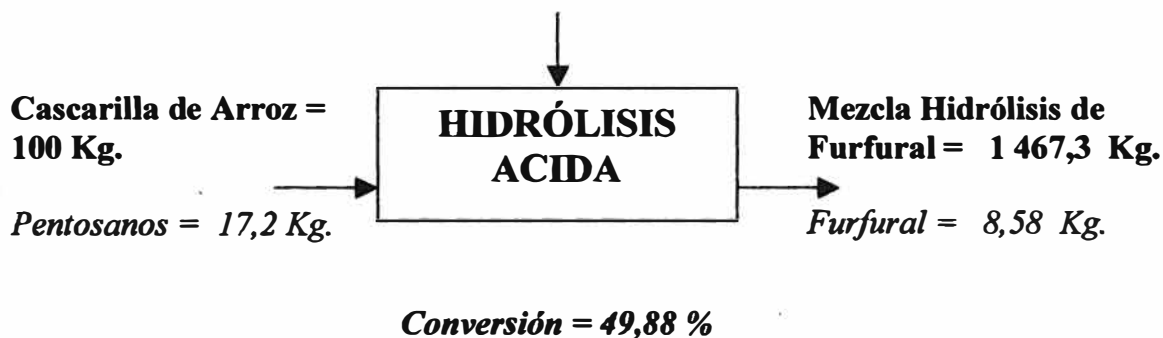 Cascarilla de Arroz =
100 Kg.
Pentosanos = 17,2 Kg.
HIDRÓLISIS
ACIDA
Mezcla Hidrólisis de
Furfural = 1 467,3 Kg.
Furfural = 8,58 Kg.
Conversión = 49,88 %